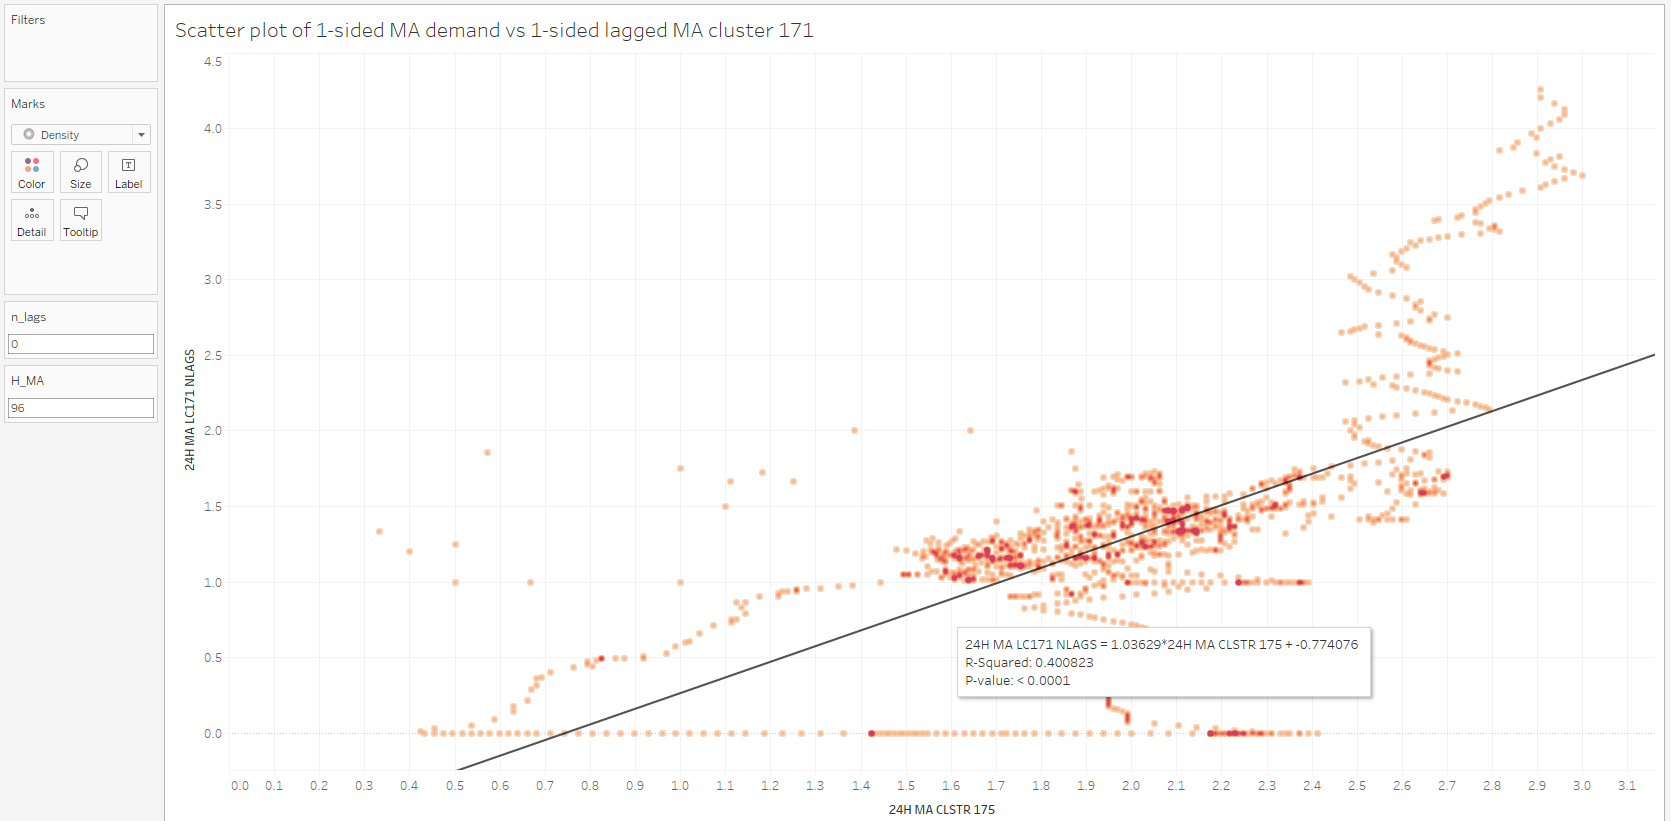 Filters
Marks
Density
Color
Size
Label
Detail
Tooltip
n_lags
0
H_MA
96
Scatter plot of 1-sided MA demand vs 1-sided lagged MA cluster 171
24H MA LC171 NLAGS
4.5
4.0
3.5
3.0
2.5
2.0
1.5
1.0
0.5
0.0
24H MA LC171 NLAGS = 1.03629*24H MA CLSTR 175 + -0.774076
R-Squared: 0.400823
P-value: < 0.0001
0.0 0.1 0.2 0.3 0.4 0.5 0.6 0.7 0.8 0.9 1.0 1.1 1.2 1.3 1.4 1.5 1.6 1.7 1.8 1.9 2.0 2.1 2.2 2.3 2.4 2.5 2.6 2.7 2.8 2.9 3.0 3.1
24H MA CLSTR 175